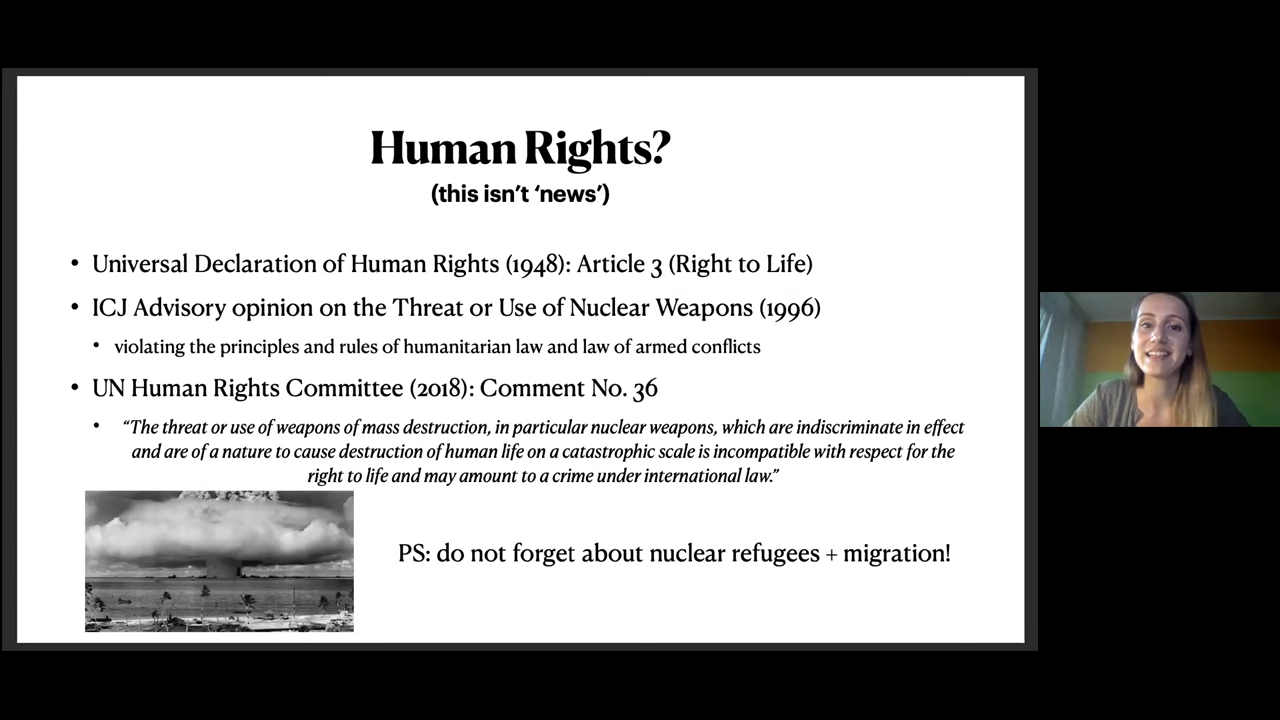 Human Rights?
(this isn’t ‘news’)
• Universal Declaration of Human Rights (1948): Article 3 (Right to Life)
• ICJ Advisory opinion on the Threat or Use of Nuclear Weapons (1996)
• violating the principles and rules of humanitarian law and law of armed conflicts
• UN Human Rights Committee (2018): Comment No. 36
• “The threat or use of weapons of mass destruction, in particular nuclear weapons, which are indiscriminate in effect
and are of a nature to cause destruction of human life on a catastrophic scale is incompatible with respect for the
right to life and may amount to a crime under international law.”
PS: do not forget about nuclear refugees + migration!